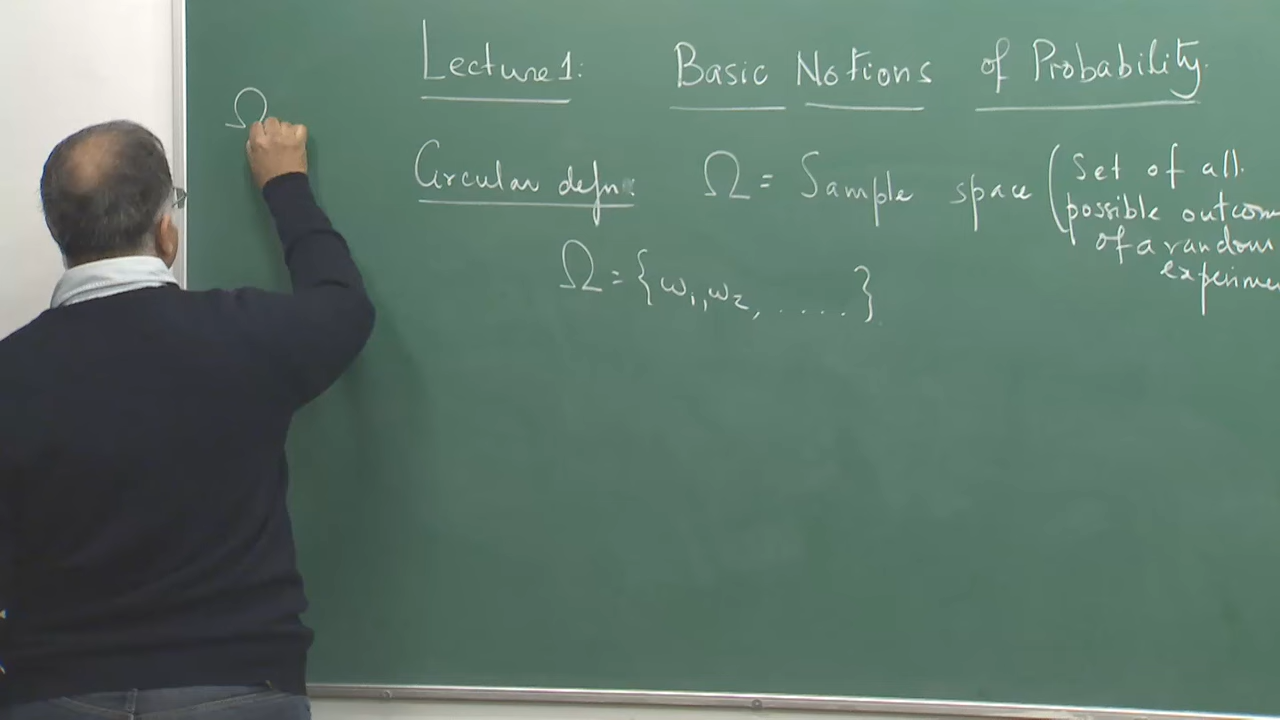 Lecture 1: Basic Notions of Probability.
Ω
Circular defn: Ω = Sample space (Set of all
possible outcom
of a random
experime
Ω = {ω₁, ω₂, .....}